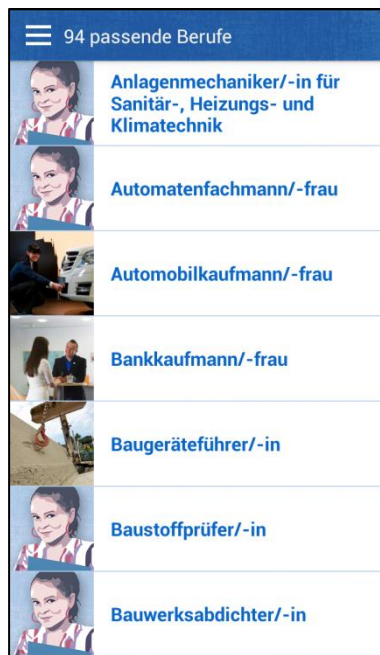 94 passende Berufe
Anlagenmechaniker/-in für
Sanitär-, Heizungs- und
Klimatechnik
Automatenfachmann/-frau
Automobilkaufmann/-frau
Bankkaufmann/-frau
Baugeräteführer/-in
Baustoffprüfer/-in
Bauwerksabdichter/-in